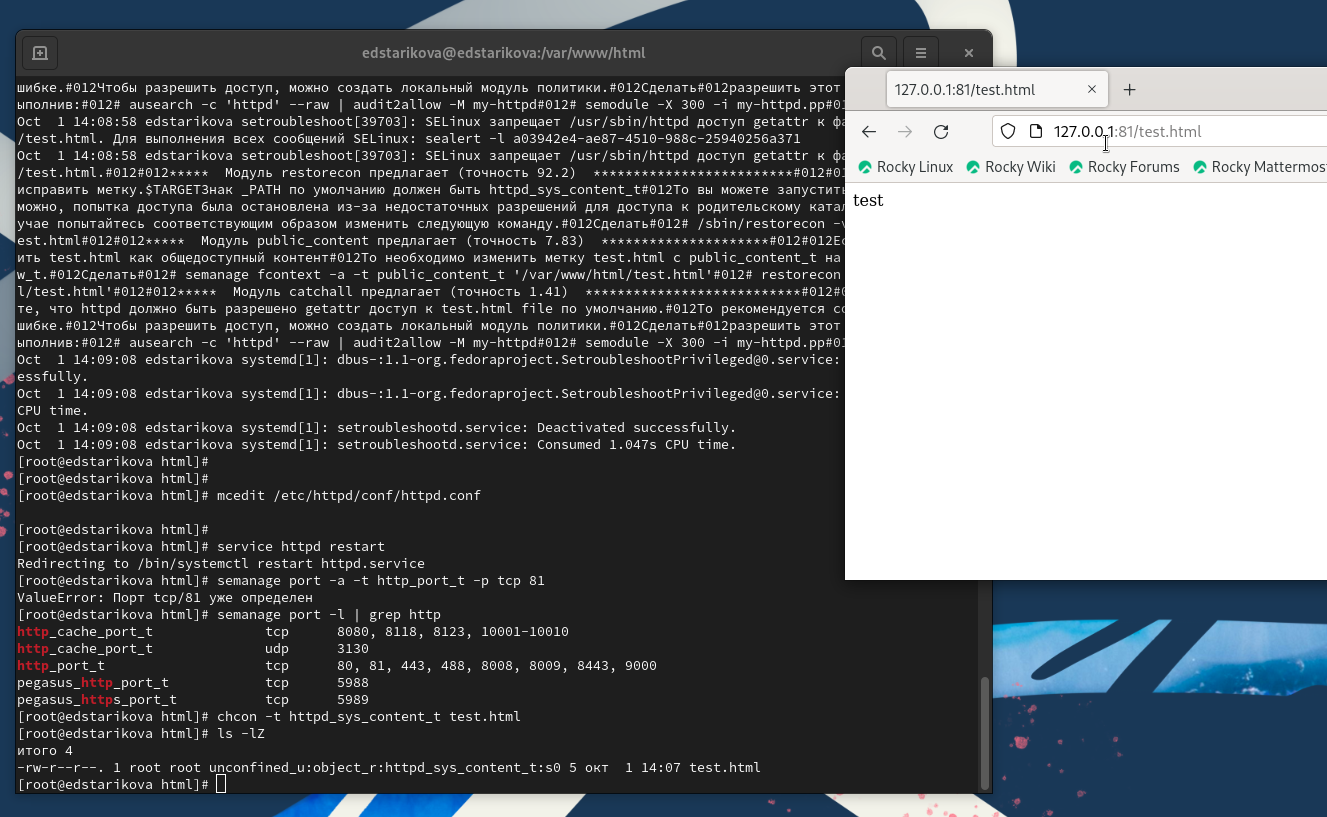 edstarikova@edstarikova:/var/www/html
шибке.#012Чтобы разрешить доступ, можно создать локальный модуль политики.#012Сделать#012разрешить этот
ыполнив:#012# ausearch -c 'httpd' --raw | audit2allow -M my-httpd#012# semodule -X 300 -i my-httpd.pp#01
Oct  1 14:08:58 edstarikova setroubleshoot[39703]: SELinux запрещает /usr/sbin/httpd доступ getattr к фа
/test.html. Для выполнения всех сообщений SELinux: sealert -l a03942e4-ae87-4510-988c-25940256a371
Oct  1 14:08:58 edstarikova setroubleshoot[39703]: SELinux запрещает /usr/sbin/httpd доступ getattr к фа
/test.html.#012#012*****  Модуль restorecon предлагает (точность 92.2)  *************************#012#01
исправить метку.$TARGETЗнак _PATH по умолчанию должен быть httpd_sys_content_t#012То вы можете запустить
можно, попытка доступа была остановлена из-за недостаточных разрешений для доступа к родительскому катал
учае попытайтесь соответствующим образом изменить следующую команду.#012Сделать#012# /sbin/restorecon -v
est.html#012#012*****  Модуль public_content предлагает (точность 7.83)  *********************#012#012Ес
ить test.html как общедоступный контент#012То необходимо изменить метку test.html с public_content_t на
w_t.#012Сделать#012# semanage fcontext -a -t public_content_t '/var/www/html/test.html'#012# restorecon
l/test.html'#012#012*****  Модуль catchall предлагает (точность 1.41)  ***************************#012#0
те, что httpd должно быть разрешено getattr доступ к test.html file по умолчанию.#012То рекомендуется со
шибке.#012Чтобы разрешить доступ, можно создать локальный модуль политики.#012Сделать#012разрешить этот
ыполнив:#012# ausearch -c 'httpd' --raw | audit2allow -M my-httpd#012# semodule -X 300 -i my-httpd.pp#01
Oct  1 14:09:08 edstarikova systemd[1]: dbus-:1.1-org.fedoraproject.SetroubleshootPrivileged@0.service:
essfully.
Oct  1 14:09:08 edstarikova systemd[1]: dbus-:1.1-org.fedoraproject.SetroubleshootPrivileged@0.service:
CPU time.
Oct  1 14:09:08 edstarikova systemd[1]: setroubleshootd.service: Deactivated successfully.
Oct  1 14:09:08 edstarikova systemd[1]: setroubleshootd.service: Consumed 1.047s CPU time.
[root@edstarikova html]#
[root@edstarikova html]#
[root@edstarikova html]# mcedit /etc/httpd/conf/httpd.conf
[root@edstarikova html]#
[root@edstarikova html]# service httpd restart
Redirecting to /bin/systemctl restart httpd.service
[root@edstarikova html]# semanage port -a -t http_port_t -p tcp 81
ValueError: Порт tcp/81 уже определен
[root@edstarikova html]# semanage port -l | grep http
http_cache_port_t              tcp      8080, 8118, 8123, 10001-10010
http_cache_port_t              udp      3130
http_port_t                    tcp      80, 81, 443, 488, 8008, 8009, 8443, 9000
pegasus_http_port_t            tcp      5988
pegasus_https_port_t           tcp      5989
[root@edstarikova html]# chcon -t httpd_sys_content_t test.html
[root@edstarikova html]# ls -lZ
итого 4
-rw-r--r--. 1 root root unconfined_u:object_r:httpd_sys_content_t:s0 5 окт  1 14:07 test.html
[root@edstarikova html]#
127.0.0.1:81/test.html
127.0.0.1:81/test.html
Rocky Linux Rocky Wiki Rocky Forums Rocky Mattermos
test